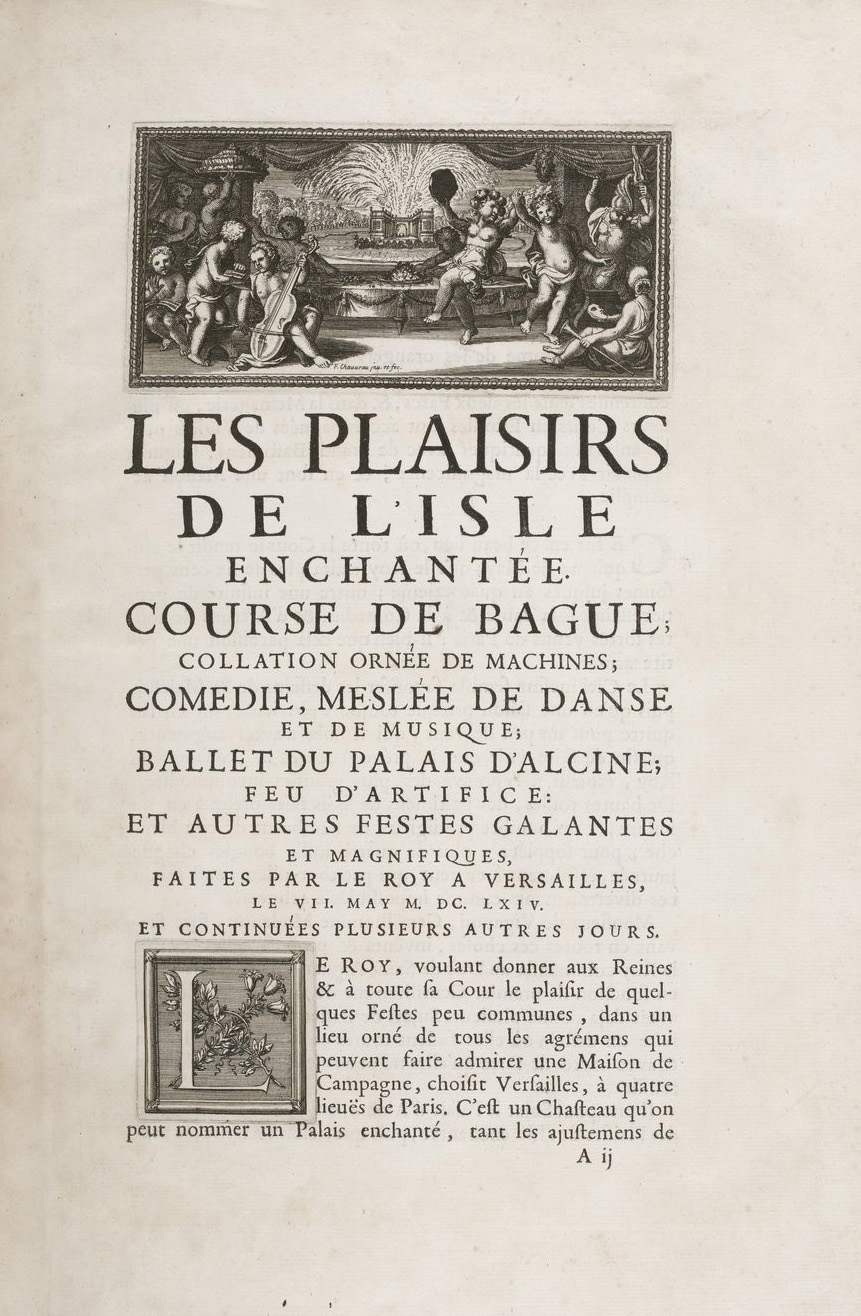 F. Chauveau inu. et fec.
LES PLAISIRS
DE L'ISLE
ENCHANTÉE.
COURSE DE BAGUE;
COLLATION ORNÉE DE MACHINES;
COMEDIE, MESLÉE DE DANSE
ET DE MUSIQUE;
BALLET DU PALAIS D'ALCINE;
FEU D'ARTIFICE:
ET AUTRES FESTES GALANTES
ET MAGNIFIQUES,
FAITES PAR LE ROY A VERSAILLES,
LE VII. MAY M. DC. LXIV.
ET CONTINUÉES PLUSIEURS AUTRES JOURS.
LE ROY, voulant donner aux Reines
& à toute ſa Cour le plaiſir de quel-
ques Feſtes peu communes, dans un
lieu orné de tous les agrémens qui
peuvent faire admirer une Maiſon de
Campagne, choiſit Verſailles, à quatre
lieuës de Paris. C'eſt un Chaſteau qu'on
peut nommer un Palais enchanté, tant les ajuſtemens de
A ij